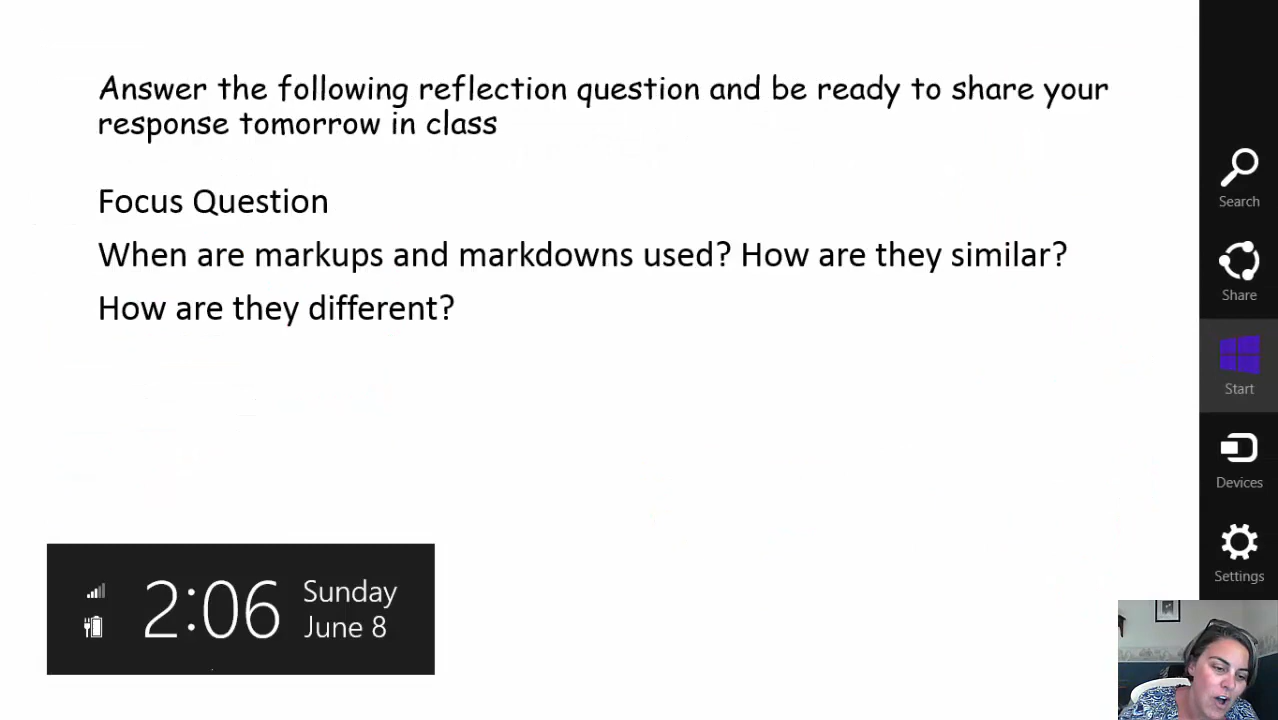 Answer the following reflection question and be ready to share your
response tomorrow in class
Focus Question
When are markups and markdowns used? How are they similar?
How are they different?
Search
Share
Start
Devices
Settings
2:06
Sunday
June 8